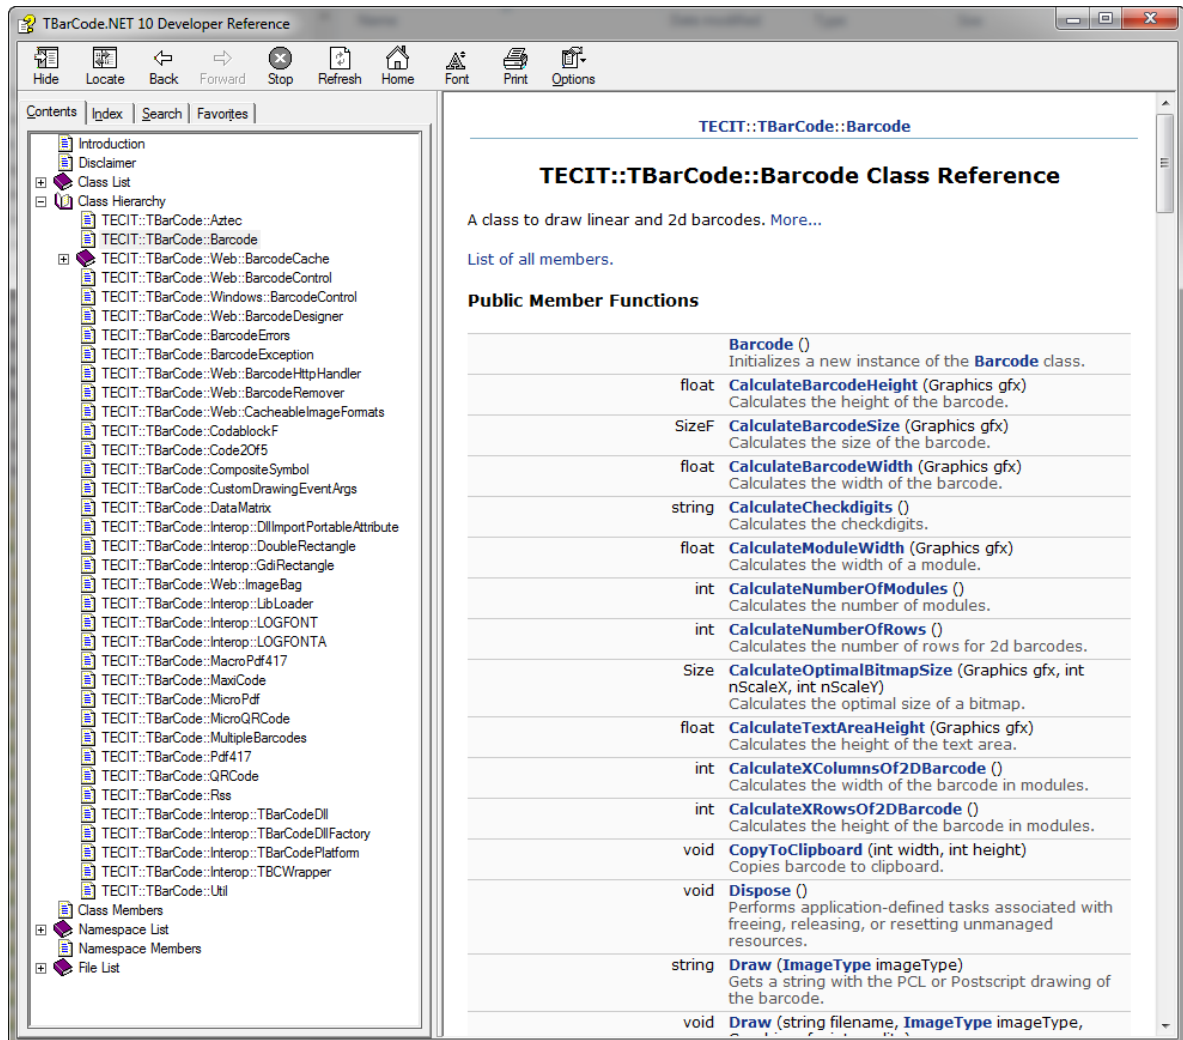 TBarCode.NET 10 Developer Reference
Hide Locate Back Forward Stop Refresh Home Font Print Options
Contents Index Search Favorites
Introduction
Disclaimer
Class List
Class Hierarchy
TECIT::TBarCode::Aztec
TECIT::TBarCode::Barcode
TECIT::TBarCode::Web::BarcodeCache
TECIT::TBarCode::Web::BarcodeControl
TECIT::TBarCode::Windows::BarcodeControl
TECIT::TBarCode::Web::BarcodeDesigner
TECIT::TBarCode::BarcodeErrors
TECIT::TBarCode::BarcodeException
TECIT::TBarCode::Web::BarcodeHttpHandler
TECIT::TBarCode::Web::BarcodeRemover
TECIT::TBarCode::Web::CacheableImageFormats
TECIT::TBarCode::CodablockF
TECIT::TBarCode::Code2Of5
TECIT::TBarCode::CompositeSymbol
TECIT::TBarCode::CustomDrawingEventArgs
TECIT::TBarCode::DataMatrix
TECIT::TBarCode::Interop::DllImportPortableAttribute
TECIT::TBarCode::Interop::DoubleRectangle
TECIT::TBarCode::Interop::GdiRectangle
TECIT::TBarCode::Web::ImageBag
TECIT::TBarCode::Interop::LibLoader
TECIT::TBarCode::Interop::LOGFONT
TECIT::TBarCode::Interop::LOGFONTA
TECIT::TBarCode::MacroPdf417
TECIT::TBarCode::MaxiCode
TECIT::TBarCode::MicroPdf
TECIT::TBarCode::MicroQRCode
TECIT::TBarCode::MultipleBarcodes
TECIT::TBarCode::Pdf417
TECIT::TBarCode::QRCode
TECIT::TBarCode::Rss
TECIT::TBarCode::Interop::TBarCodeDll
TECIT::TBarCode::Interop::TBarCodeDllFactory
TECIT::TBarCode::Interop::TBarCodePlatform
TECIT::TBarCode::Interop::TBCWrapper
TECIT::TBarCode::Util
Class Members
Namespace List
Namespace Members
File List
TECIT::TBarCode::Barcode
TECIT::TBarCode::Barcode Class Reference
A class to draw linear and 2d barcodes. More...
List of all members.
Public Member Functions
Barcode ()
Initializes a new instance of the Barcode class.
float CalculateBarcodeHeight (Graphics gfx)
Calculates the height of the barcode.
SizeF CalculateBarcodeSize (Graphics gfx)
Calculates the size of the barcode.
float CalculateBarcodeWidth (Graphics gfx)
Calculates the width of the barcode.
string CalculateCheckdigits ()
Calculates the checkdigits.
float CalculateModuleWidth (Graphics gfx)
Calculates the width of a module.
int CalculateNumberOfModules ()
Calculates the number of modules.
int CalculateNumberOfRows ()
Calculates the number of rows for 2d barcodes.
Size CalculateOptimalBitmapSize (Graphics gfx, int
nScaleX, int nScaleY)
Calculates the optimal size of a bitmap.
float CalculateTextAreaHeight (Graphics gfx)
Calculates the height of the text area.
int CalculateXColumnsOf2DBarcode ()
Calculates the width of the barcode in modules.
int CalculateXRowsOf2DBarcode ()
Calculates the height of the barcode in modules.
void CopyToClipboard (int width, int height)
Copies barcode to clipboard.
void Dispose ()
Performs application-defined tasks associated with
freeing, releasing, or resetting unmanaged
resources.
string Draw (ImageType imageType)
Gets a string with the PCL or Postscript drawing of
the barcode.
void Draw (string filename, ImageType imageType,